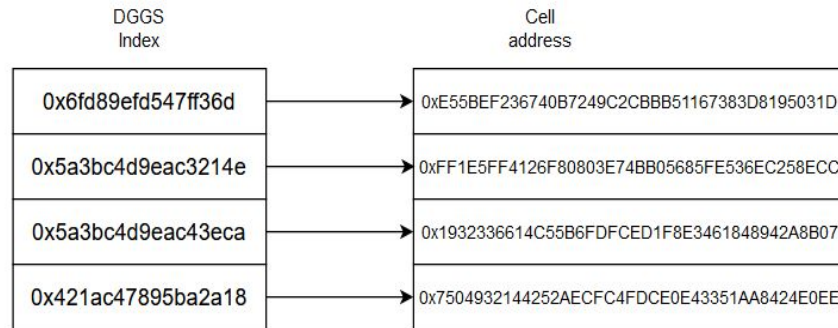 DGGS
Index
Cell
address
0x6fd89efd547ff36d
0xE55BEF236740B7249C2CBBB51167383D8195031D
0x5a3bc4d9eac3214e
0xFF1E5FF4126F80803E74BB05685FE536EC258ECC
0x5a3bc4d9eac43eca
0x1932336614C55B6FDFCED1F8E3461848942A8B07
0x421ac47895ba2a18
0x7504932144252AECFC4FDCE0E43351AA8424E0EE